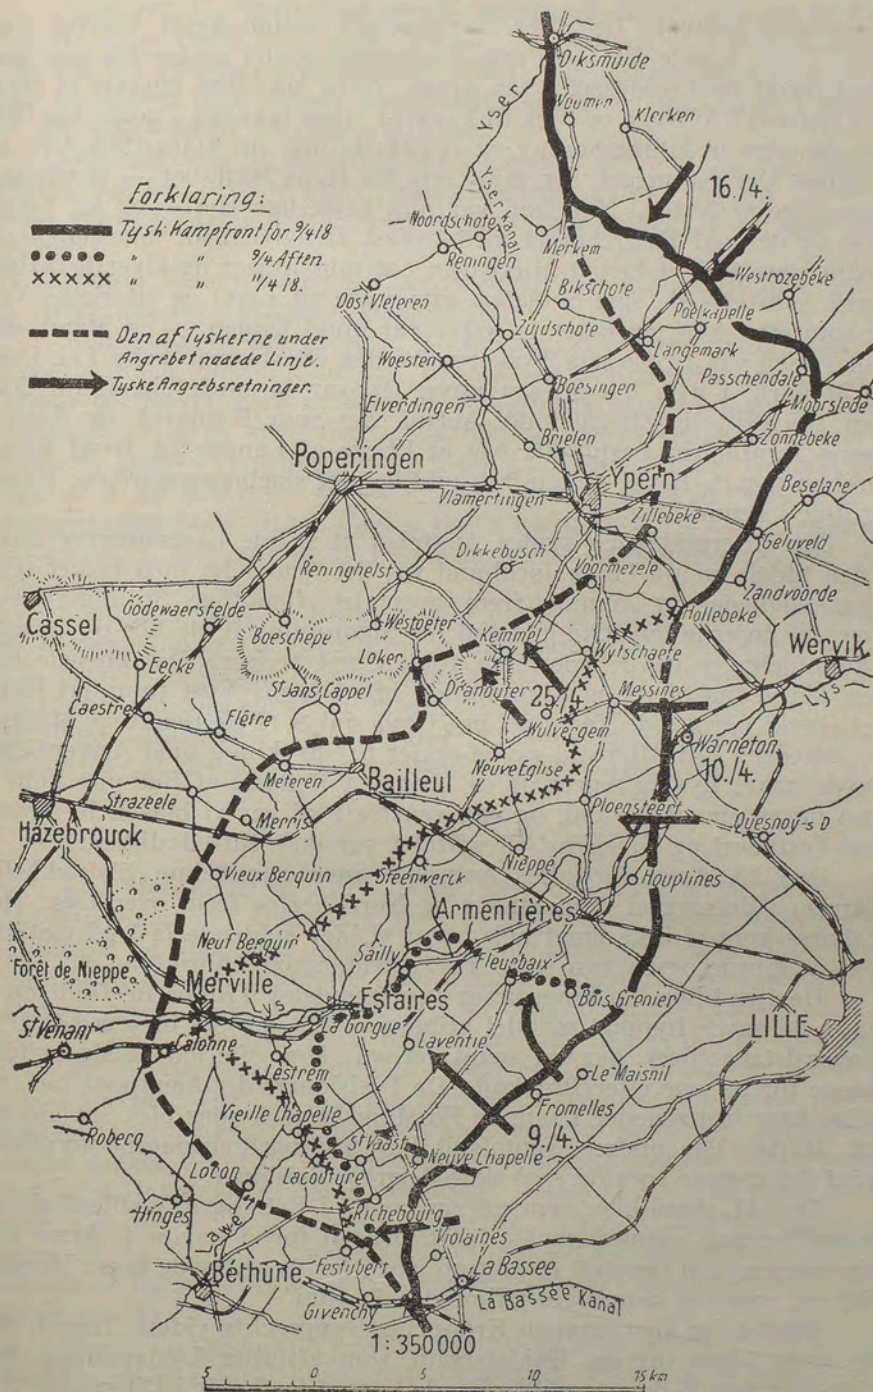 Diksmuide
Woumen
Klerken
Yser
16./4.
Forklaring:
Tysk Kampfront før 9/4 18
" " 9/4 Aften.
" " 11/4 18.
Den af Tyskerne under
Angrebet naaede Linje.
Tyske Angrebsretninger.
Yser Kanal
Noordschote
Reningen
Merkem
Westrozebeke
Bikschote
Oost Vleteren
Zuidschote
Poelkapelle
Langemark
Woesten
Passchendale
Boesingen
Moorslede
Elverdingen
Brielen
Zonnebeke
Poperingen
Ypern
Vlamertingen
Beselare
Zillebeke
Geluveld
Dikkebusch
Reninghelst
Voormezele
Zandvoorde
Hollebeke
Cassel
Godewaersfelde
Boeschepe
Westoeter
Kemmel
Wytschaete
Wervik
Eecke
Loker
Lys
St Jans Cappel
Dranouter
25./4.
Messines
Caestre
Flêtre
Wulvergem
Warneton
10./4.
Meteren
Bailleul
Neuve Eglise
Strazeele
Ploensteert
Hazebrouck
Merris
Quesnoy-s D
Nieppe
Vieux Berquin
Steenwerck
Houplines
Armentières
Neuf Berquin
Sailly
Fleurbaix
Forêt de Nieppe
Merville
Lys
Estaires
Bois Grenier
La Gorgue
LILLE
St Venant
Calonne
Laventie
Lestrem
Le Maisnil
Fromelles
Vieille Chapelle
9./4.
Robecq
St Vaast
Neuve Chapelle
Locon
Lacouture
Hinges
Richebourg
Lawe
Violaines
Festubert
Béthune
La Bassée
Givenchy
La Bassée Kanal
1:350000
5 0 5 10 15 km